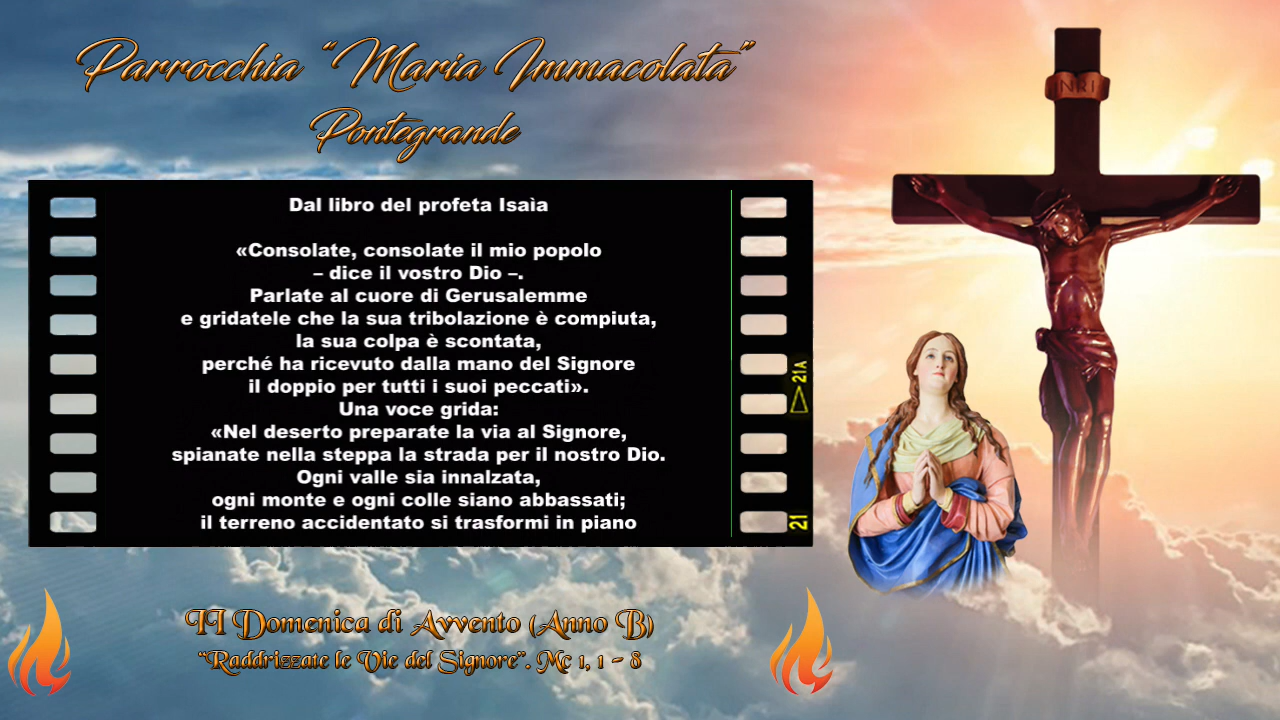 Parrocchia “Maria Immacolata”
Pontegrande
INRI
Dal libro del profeta Isaìa
«Consolate, consolate il mio popolo
– dice il vostro Dio –.
Parlate al cuore di Gerusalemme
e gridatele che la sua tribolazione è compiuta,
la sua colpa è scontata,
perché ha ricevuto dalla mano del Signore
il doppio per tutti i suoi peccati».
Una voce grida:
«Nel deserto preparate la via al Signore,
spianate nella steppa la strada per il nostro Dio.
Ogni valle sia innalzata,
ogni monte e ogni colle siano abbassati;
il terreno accidentato si trasformi in piano
21A
21
II Domenica di Avvento (Anno B)
“Raddrizzate le Vie del Signore”. Mc 1, 1 - 8